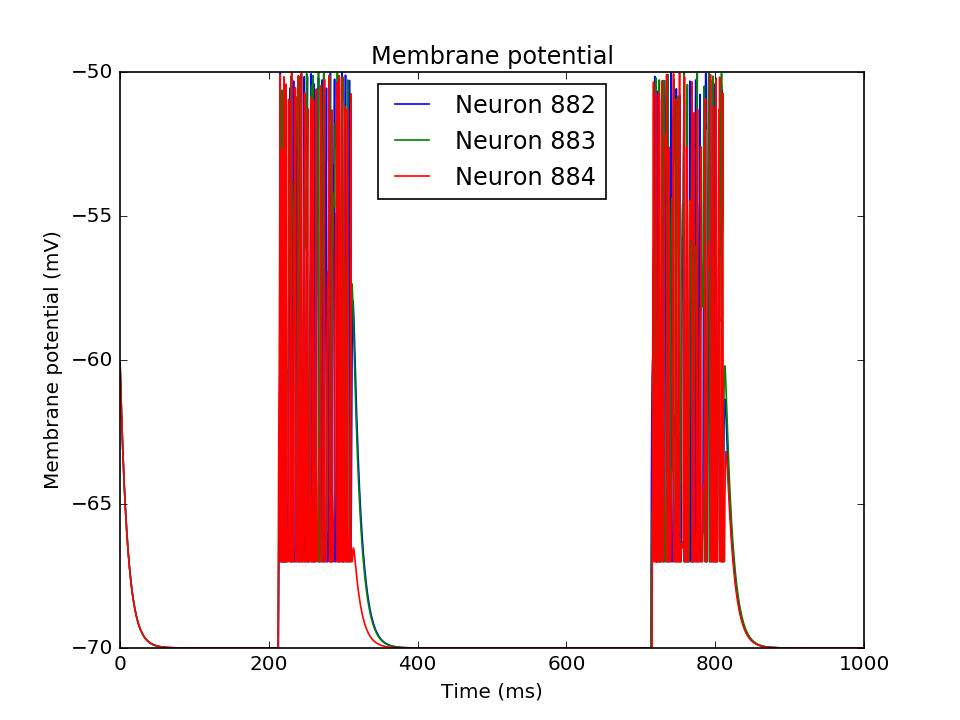 Membrane potential
−50
−55
−60
−65
−70
Membrane potential (mV)
Neuron 882
Neuron 883
Neuron 884
0
200
400
600
800
1000
Time (ms)